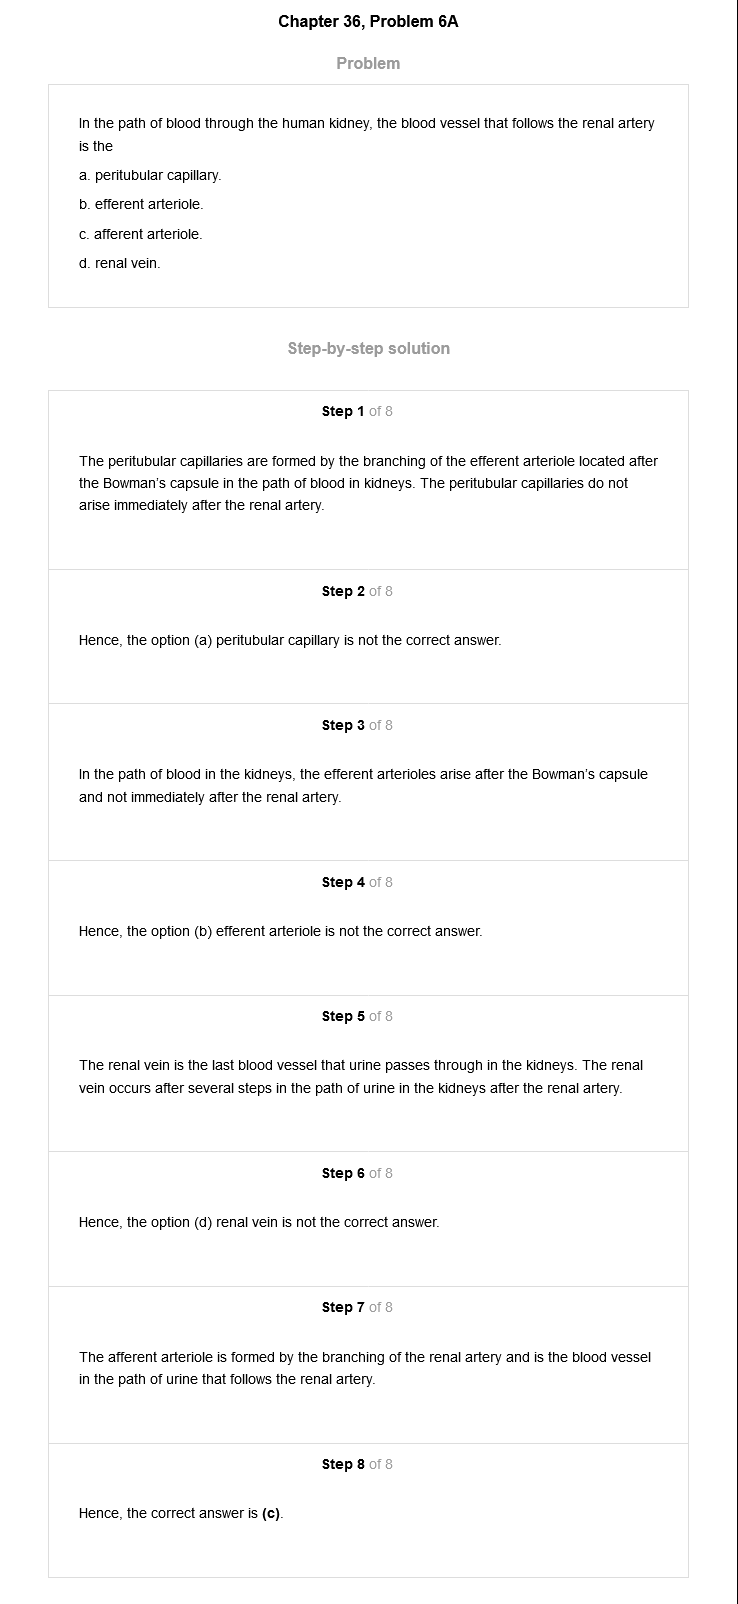 Chapter 36, Problem 6A
Problem
In the path of blood through the human kidney, the blood vessel that follows the renal artery
is the
a. peritubular capillary.
b. efferent arteriole.
c. afferent arteriole.
d. renal vein.
Step-by-step solution
Step 1 of 8
The peritubular capillaries are formed by the branching of the efferent arteriole located after
the Bowman's capsule in the path of blood in kidneys. The peritubular capillaries do not
arise immediately after the renal artery.
Step 2 of 8
Hence, the option (a) peritubular capillary is not the correct answer.
Step 3 of 8
In the path of blood in the kidneys, the efferent arterioles arise after the Bowman's capsule
and not immediately after the renal artery.
Step 4 of 8
Hence, the option (b) efferent arteriole is not the correct answer.
Step 5 of 8
The renal vein is the last blood vessel that urine passes through in the kidneys. The renal
vein occurs after several steps in the path of urine in the kidneys after the renal artery.
Step 6 of 8
Hence, the option (d) renal vein is not the correct answer.
Step 7 of 8
The afferent arteriole is formed by the branching of the renal artery and is the blood vessel
in the path of urine that follows the renal artery.
Step 8 of 8
Hence, the correct answer is (c).